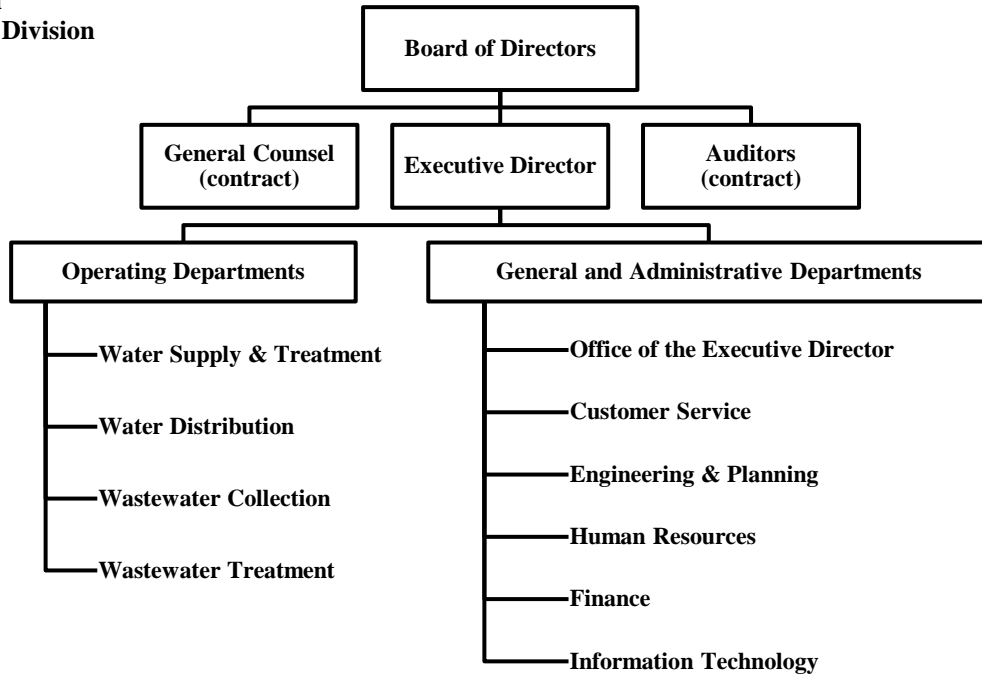 Division
Board of Directors
General Counsel
(contract)
Executive Director
Auditors
(contract)
Operating Departments
General and Administrative Departments
Water Supply & Treatment
Water Distribution
Wastewater Collection
Wastewater Treatment
Office of the Executive Director
Customer Service
Engineering & Planning
Human Resources
Finance
Information Technology